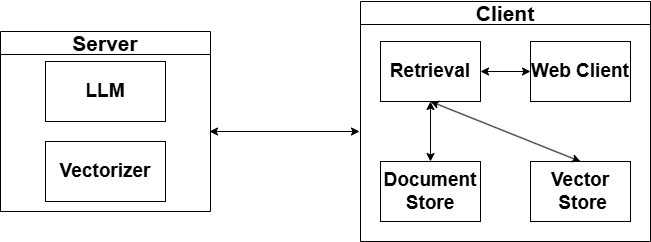 Server
LLM
Vectorizer
Client
Retrieval
Web Client
Document
Store
Vector
Store